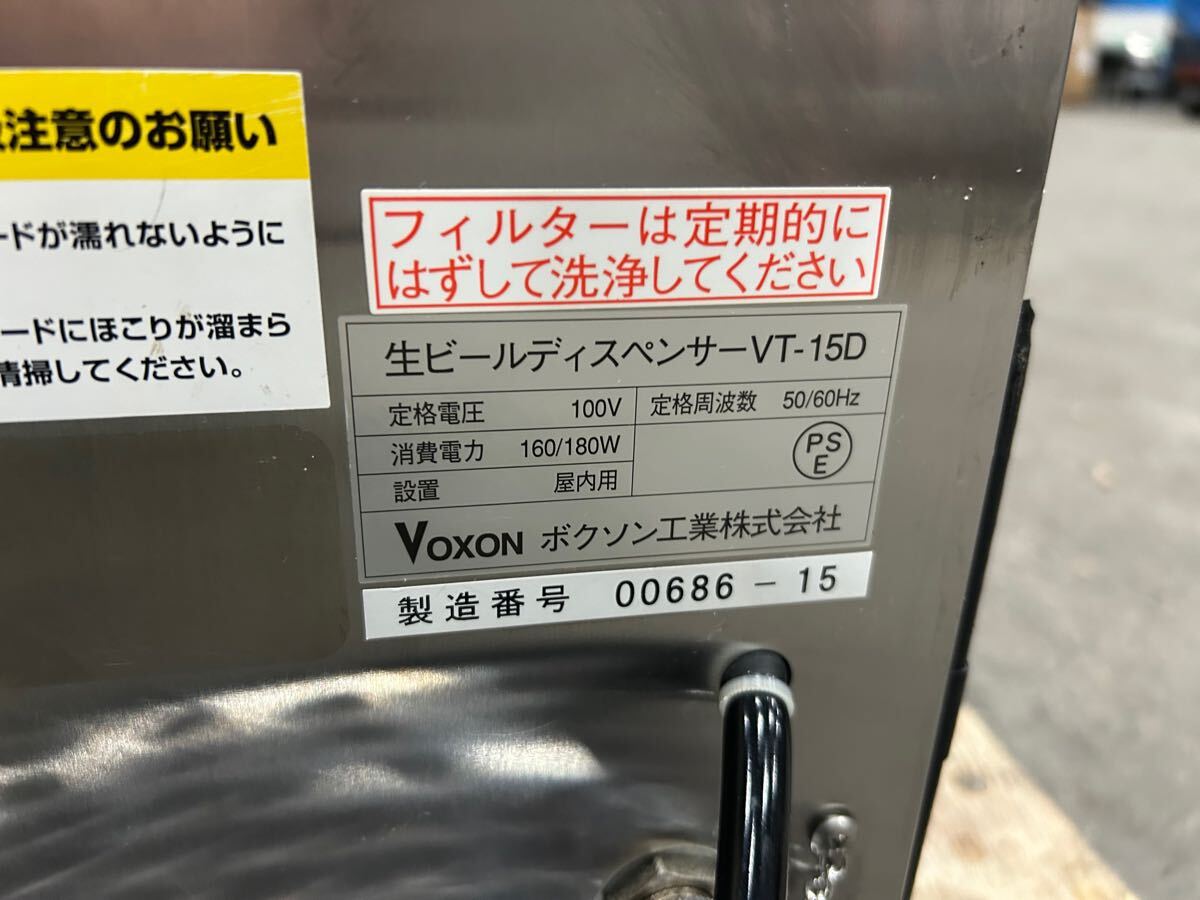 注意のお願い
ードが濡れないように
ードにほこりが溜まら
清掃してください。
フィルターは定期的に
はずして洗浄してください
生ビールディスペンサーVT-15D
定格電圧 100V 定格周波数 50/60Hz
消費電力 160/180W
PS
E
設置 屋内用
VOXON ボクソン工業株式会社
製造番号 00686-15